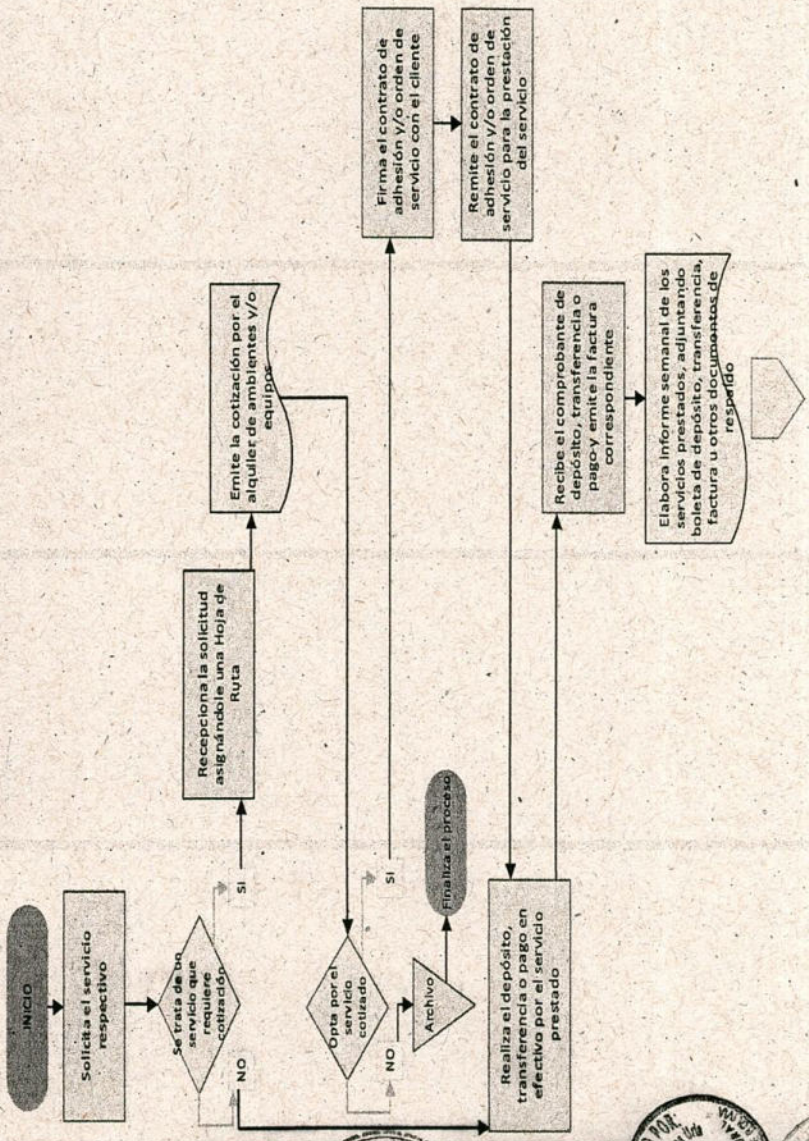 INICIO
Solicita el servicio
respectivo
Se trata de un
servicio que
requiere
cotización
SI
NO
Recepciona la solicitud
asignándole una Hoja de
Ruta
Emite la cotización por el
alquiler de ambientes y/o
equipos
Opta por el
servicio
cotizado
SI
NO
Archivo
Finaliza el proceso
Firma el contrato de
adhesión y/o orden de
servicio con el cliente
Remite el contrato de
adhesión y/o orden de
servicio para la prestación
del servicio
Realiza el depósito,
transferencia o pago en
efectivo por el servicio
prestado
Recibe el comprobante de
depósito, transferencia o
pago y emite la factura
correspondiente
Elabora informe semanal de los
servicios prestados, adjuntando
boleta de depósito, transferencia,
factura u otros documentos de
respaldo
POR: